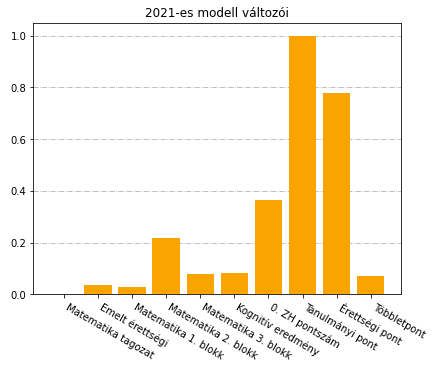 2021-es modell változói
1.0
0.8
0.6
0.4
0.2
0.0
Matematika tagozat
Emelt érettségi
Matematika 1. blokk
Matematika 2. blokk
Matematika 3. blokk
Kognitív eredmény
0. ZH pontszám
Tanulmányi pont
Érettségi pont
Többletpont